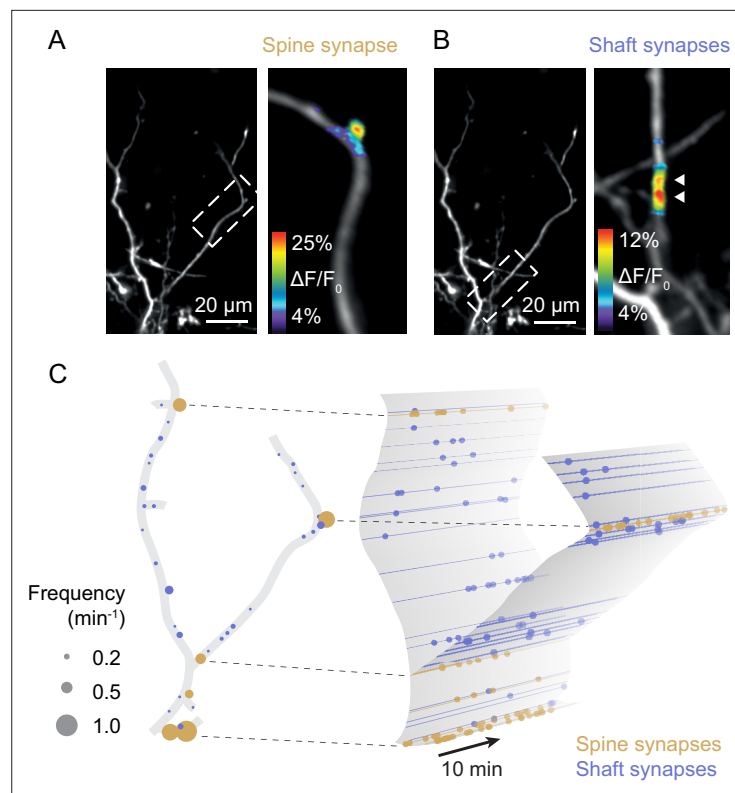 A
Spine synapse
B
Shaft synapses
25%
ΔF/F0
4%
20 µm
12%
ΔF/F0
4%
20 µm
C
Frequency
(min-1)
0.2
0.5
1.0
10 min
Spine synapses
Shaft synapses